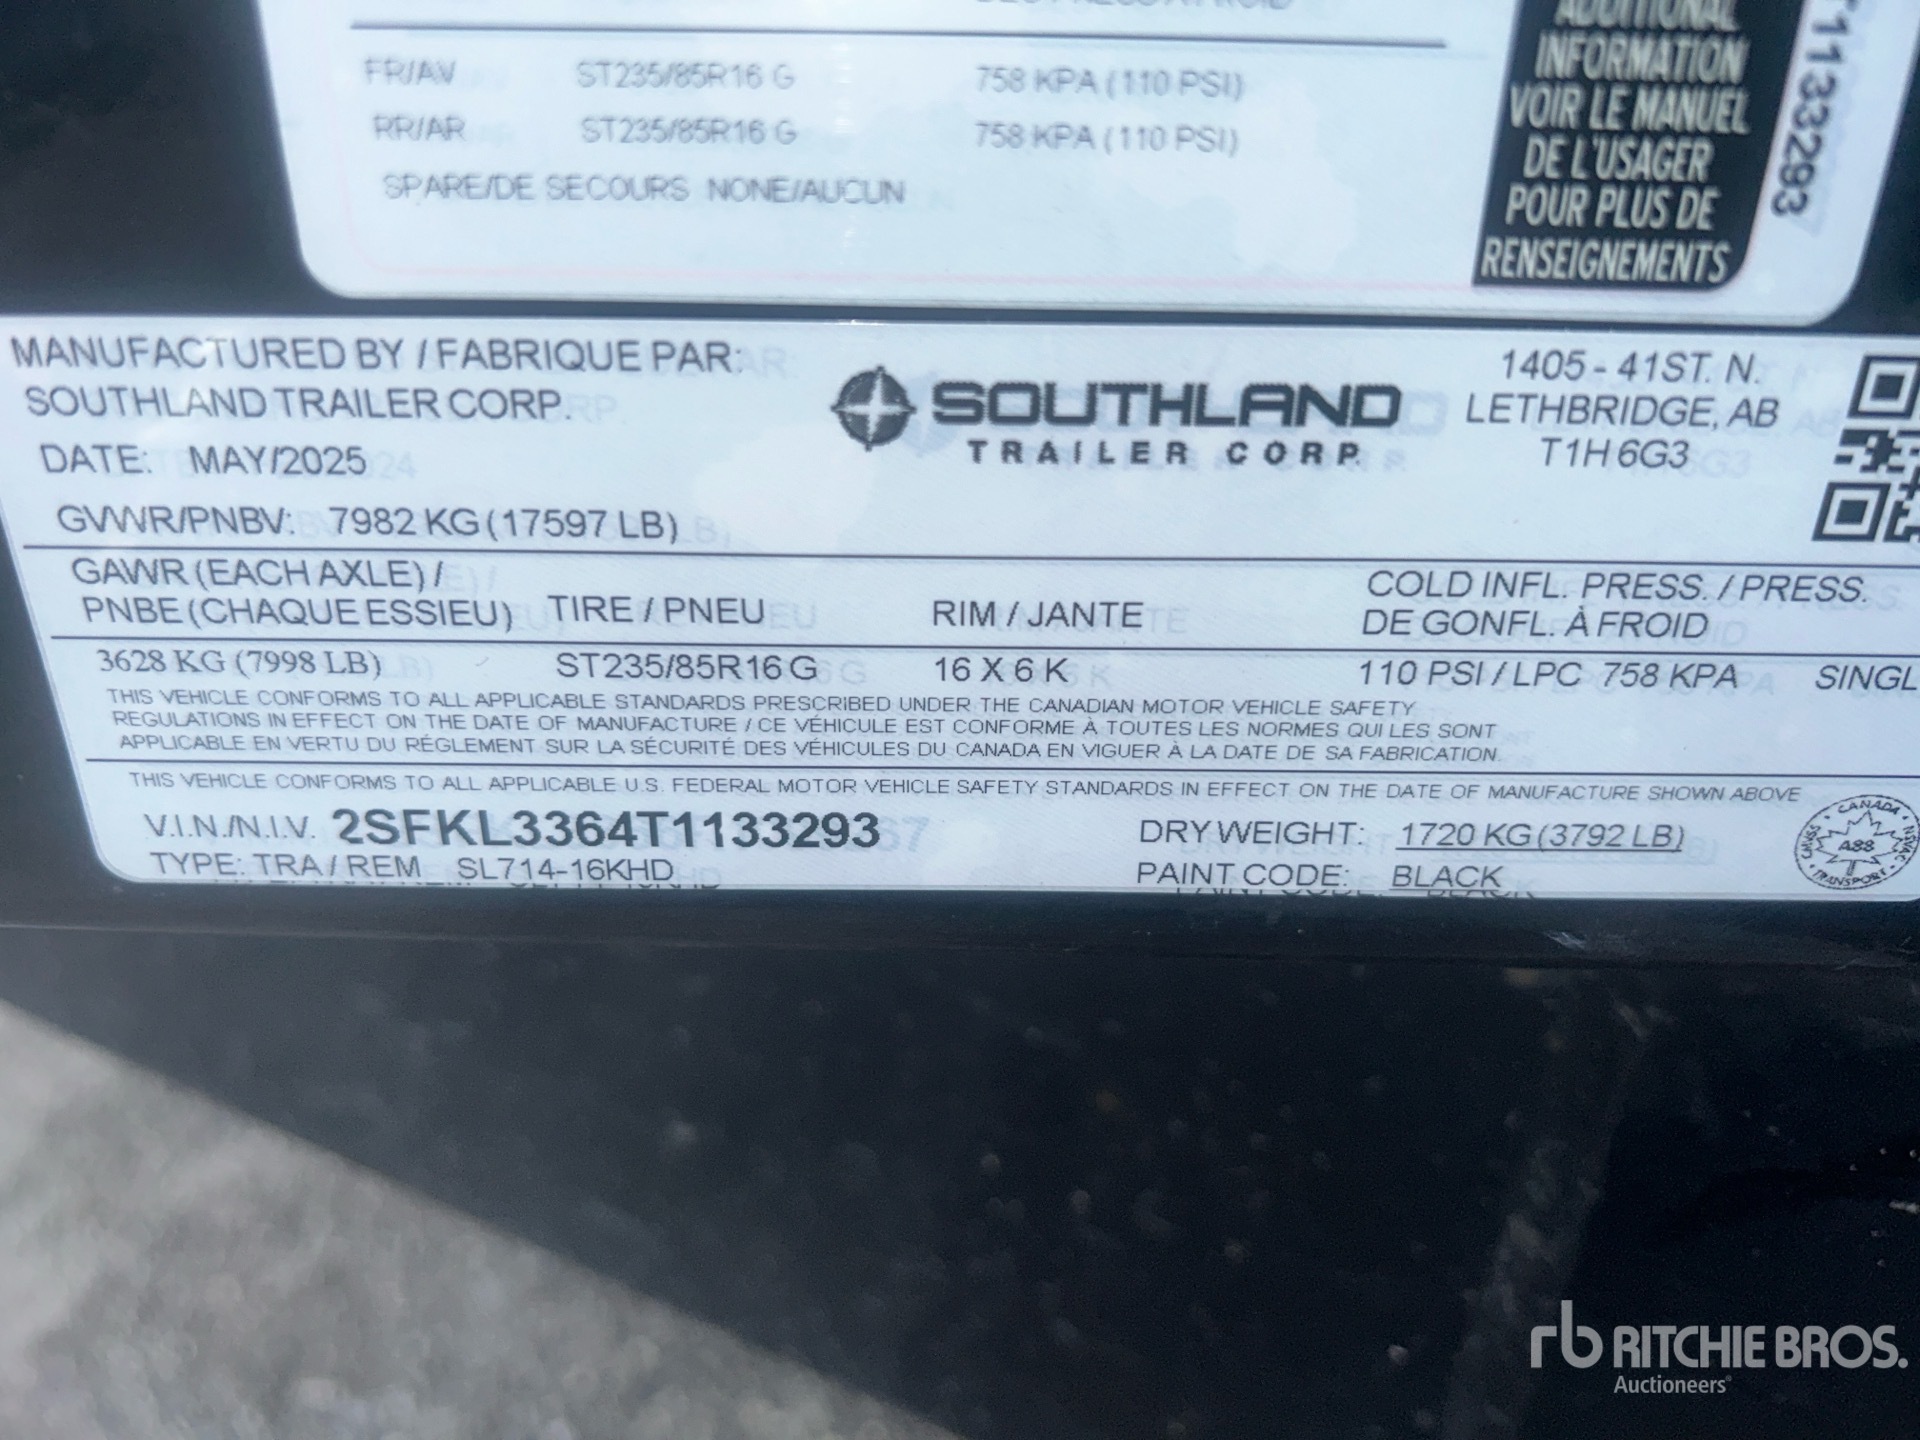 ADDITIONAL
INFORMATION
VOIR LE MANUEL
DE L'USAGER
POUR PLUS DE
RENSEIGNEMENTS
T1133293
FR/AV ST235/85R16 G 758 KPA (110 PSI)
RR/AR ST235/85R16 G 758 KPA (110 PSI)
SPARE/DE SECOURS NONE/AUCUN
MANUFACTURED BY / FABRIQUE PAR:
SOUTHLAND TRAILER CORP.
DATE: MAY/2025
GVWR/PNBV: 7982 KG (17597 LB)
SOUTHLAND
TRAILER CORP.
1405 - 41ST. N.
LETHBRIDGE, AB
T1H 6G3
GAWR (EACH AXLE) /
PNBE (CHAQUE ESSIEU) TIRE / PNEU RIM / JANTE COLD INFL. PRESS. / PRESS.
DE GONFL. À FROID
3628 KG (7998 LB) ST235/85R16 G 16 X 6 K 110 PSI / LPC 758 KPA SINGL
THIS VEHICLE CONFORMS TO ALL APPLICABLE STANDARDS PRESCRIBED UNDER THE CANADIAN MOTOR VEHICLE SAFETY
REGULATIONS IN EFFECT ON THE DATE OF MANUFACTURE / CE VÉHICULE EST CONFORME À TOUTES LES NORMES QUI LES SONT
APPLICABLE EN VERTU DU RÉGLEMENT SUR LA SÉCURITÉ DES VÉHICULES DU CANADA EN VIGUER À LA DATE DE SA FABRICATION.
THIS VEHICLE CONFORMS TO ALL APPLICABLE U.S. FEDERAL MOTOR VEHICLE SAFETY STANDARDS IN EFFECT ON THE DATE OF MANUFACTURE SHOWN ABOVE
V.I.N./N.I.V. 2SFKL3364T1133293 DRY WEIGHT: 1720 KG (3792 LB)
TYPE: TRA / REM SL714-16KHD PAINT CODE: BLACK
CANADA
A88
TRANSPORT
rb RITCHIE BROS.
Auctioneers